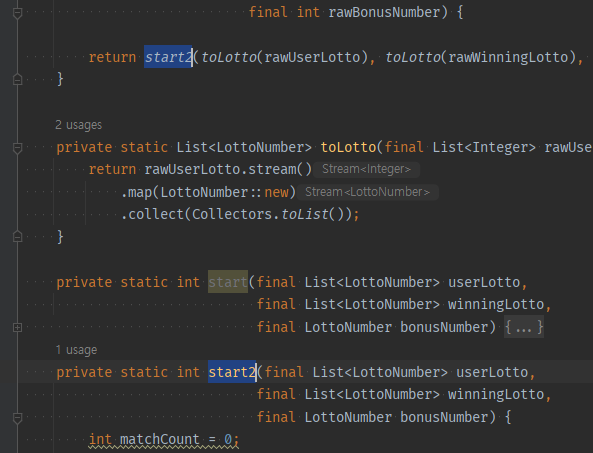 final int rawBonusNumber) {
return start2(toLotto(rawUserLotto), toLotto(rawWinningLotto),
}
2 usages
private static List<LottoNumber> toLotto(final List<Integer> rawUse
return rawUserLotto.stream() Stream<Integer>
.map(LottoNumber::new) Stream<LottoNumber>
.collect(Collectors.toList());
}
private static int start(final List<LottoNumber> userLotto,
final List<LottoNumber> winningLotto,
final LottoNumber bonusNumber) {...}
1 usage
private static int start2(final List<LottoNumber> userLotto,
final List<LottoNumber> winningLotto,
final LottoNumber bonusNumber) {
int matchCount = 0;